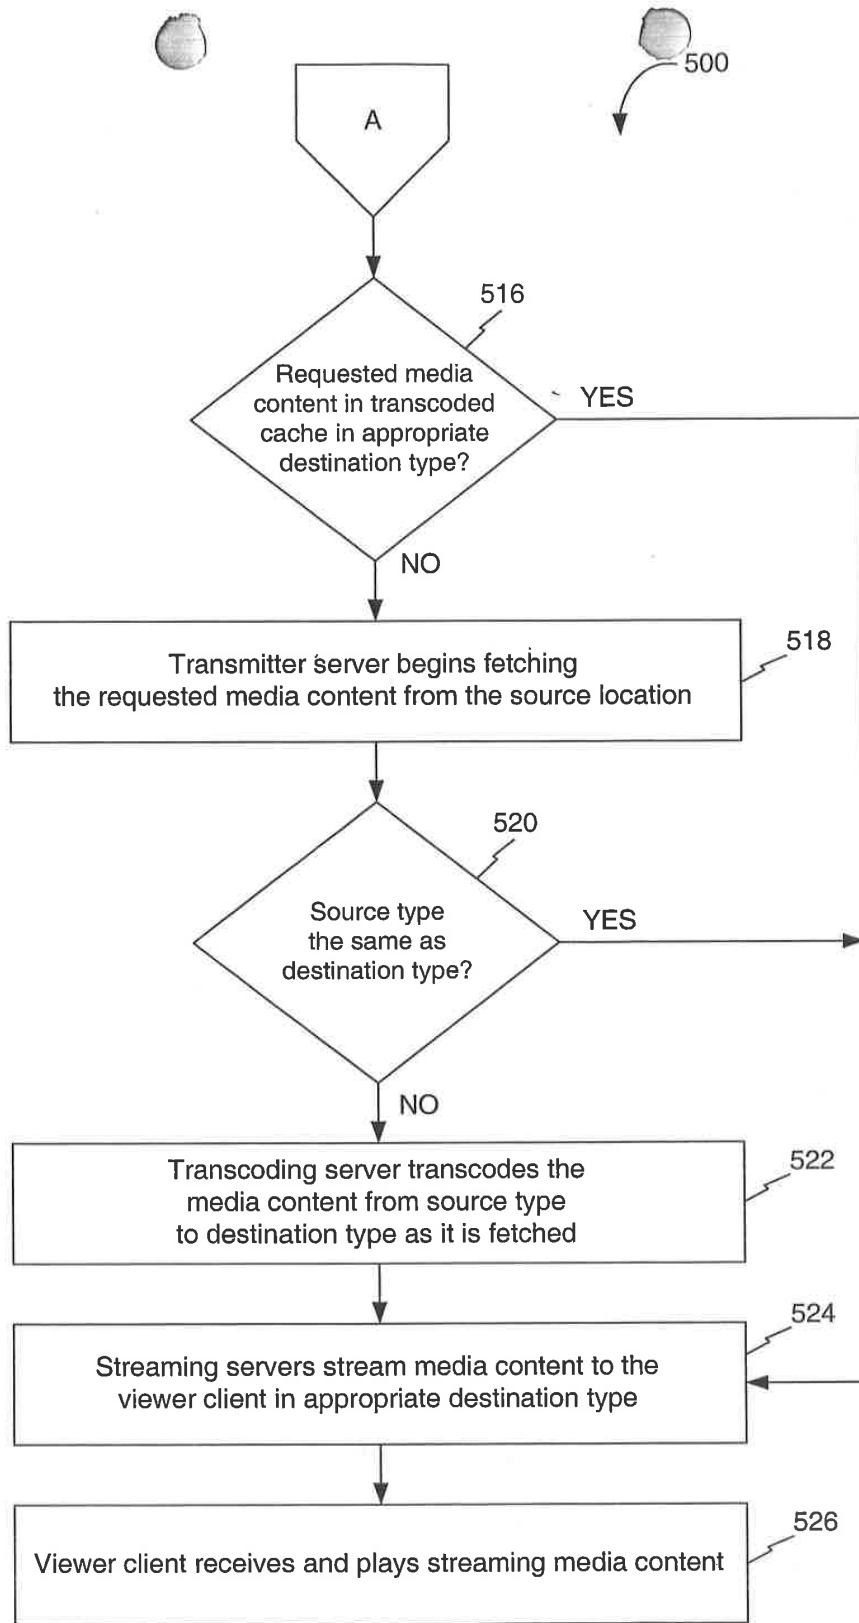 500
A
516
Requested media
content in transcoded
cache in appropriate
destination type?
YES
NO
518
Transmitter server begins fetching
the requested media content from the source location
520
Source type
the same as
destination type?
YES
NO
522
Transcoding server transcodes the
media content from source type
to destination type as it is fetched
524
Streaming servers stream media content to the
viewer client in appropriate destination type
526
Viewer client receives and plays streaming media content